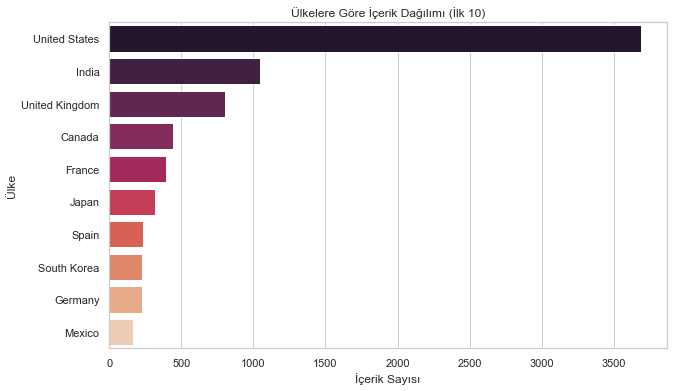 Ülkelere Göre İçerik Dağılımı (İlk 10)
United States
India
United Kingdom
Canada
France
Japan
Spain
South Korea
Germany
Mexico
Ülke
0 500 1000 1500 2000 2500 3000 3500
İçerik Sayısı